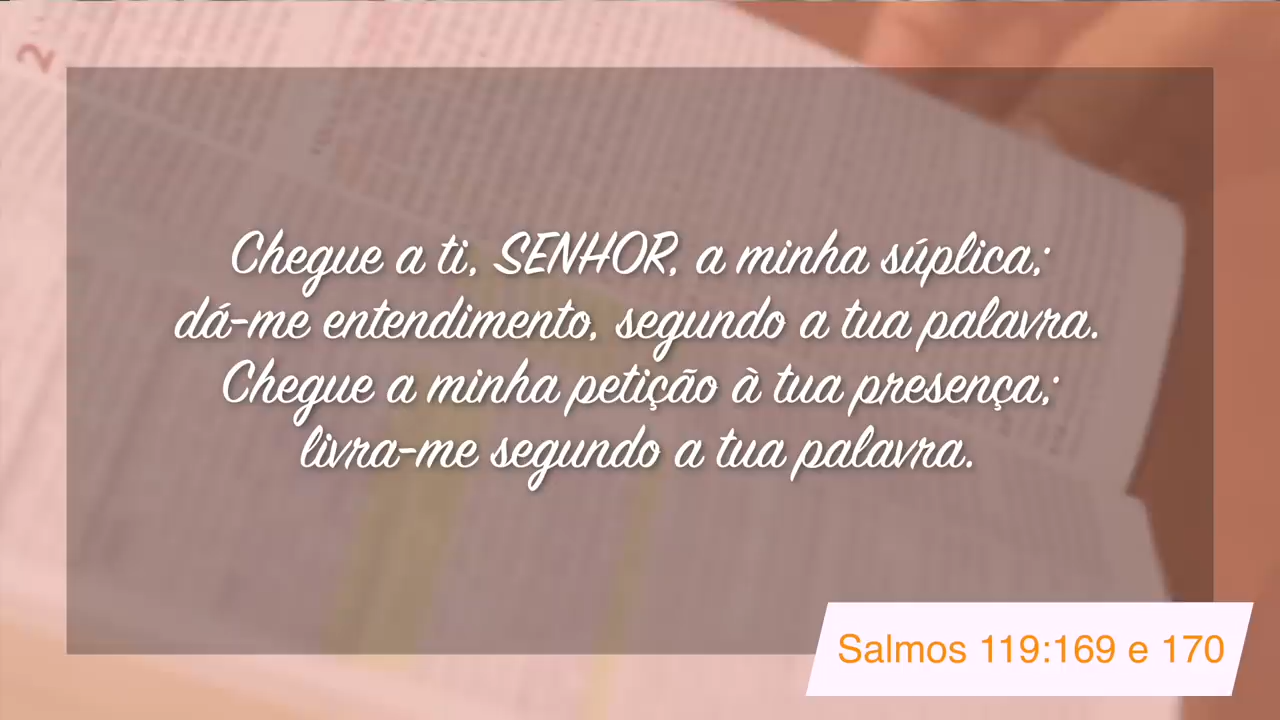 Chegue a ti, SENHOR, a minha súplica;
dá-me entendimento, segundo a tua palavra.
Chegue a minha petição à tua presença;
livra-me segundo a tua palavra.
Salmos 119:169 e 170